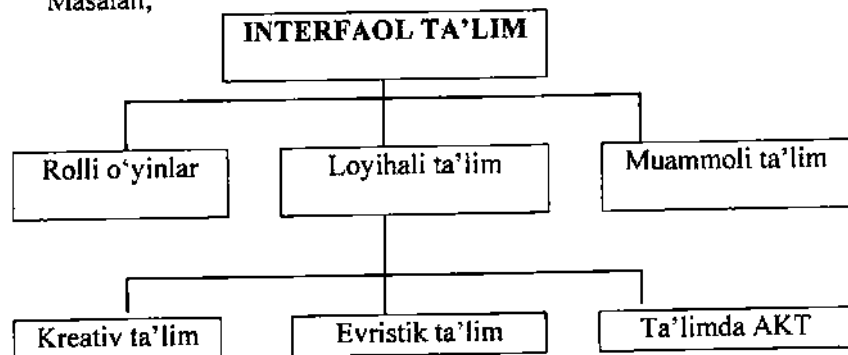 Masalan,
INTERFAOL TA’LIM
Rolli o‘yinlar
Loyihali ta’lim
Muammoli ta’lim
Kreativ ta’lim
Evristik ta’lim
Ta’limda AKT